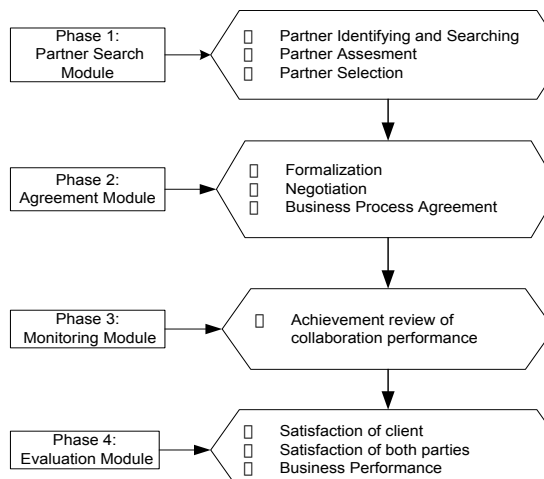 Phase 1:
Partner Search
Module
Partner Identifying and Searching
Partner Assesment
Partner Selection
Phase 2:
Agreement Module
Formalization
Negotiation
Business Process Agreement
Phase 3:
Monitoring Module
Achievement review of
collaboration performance
Phase 4:
Evaluation Module
Satisfaction of client
Satisfaction of both parties
Business Performance